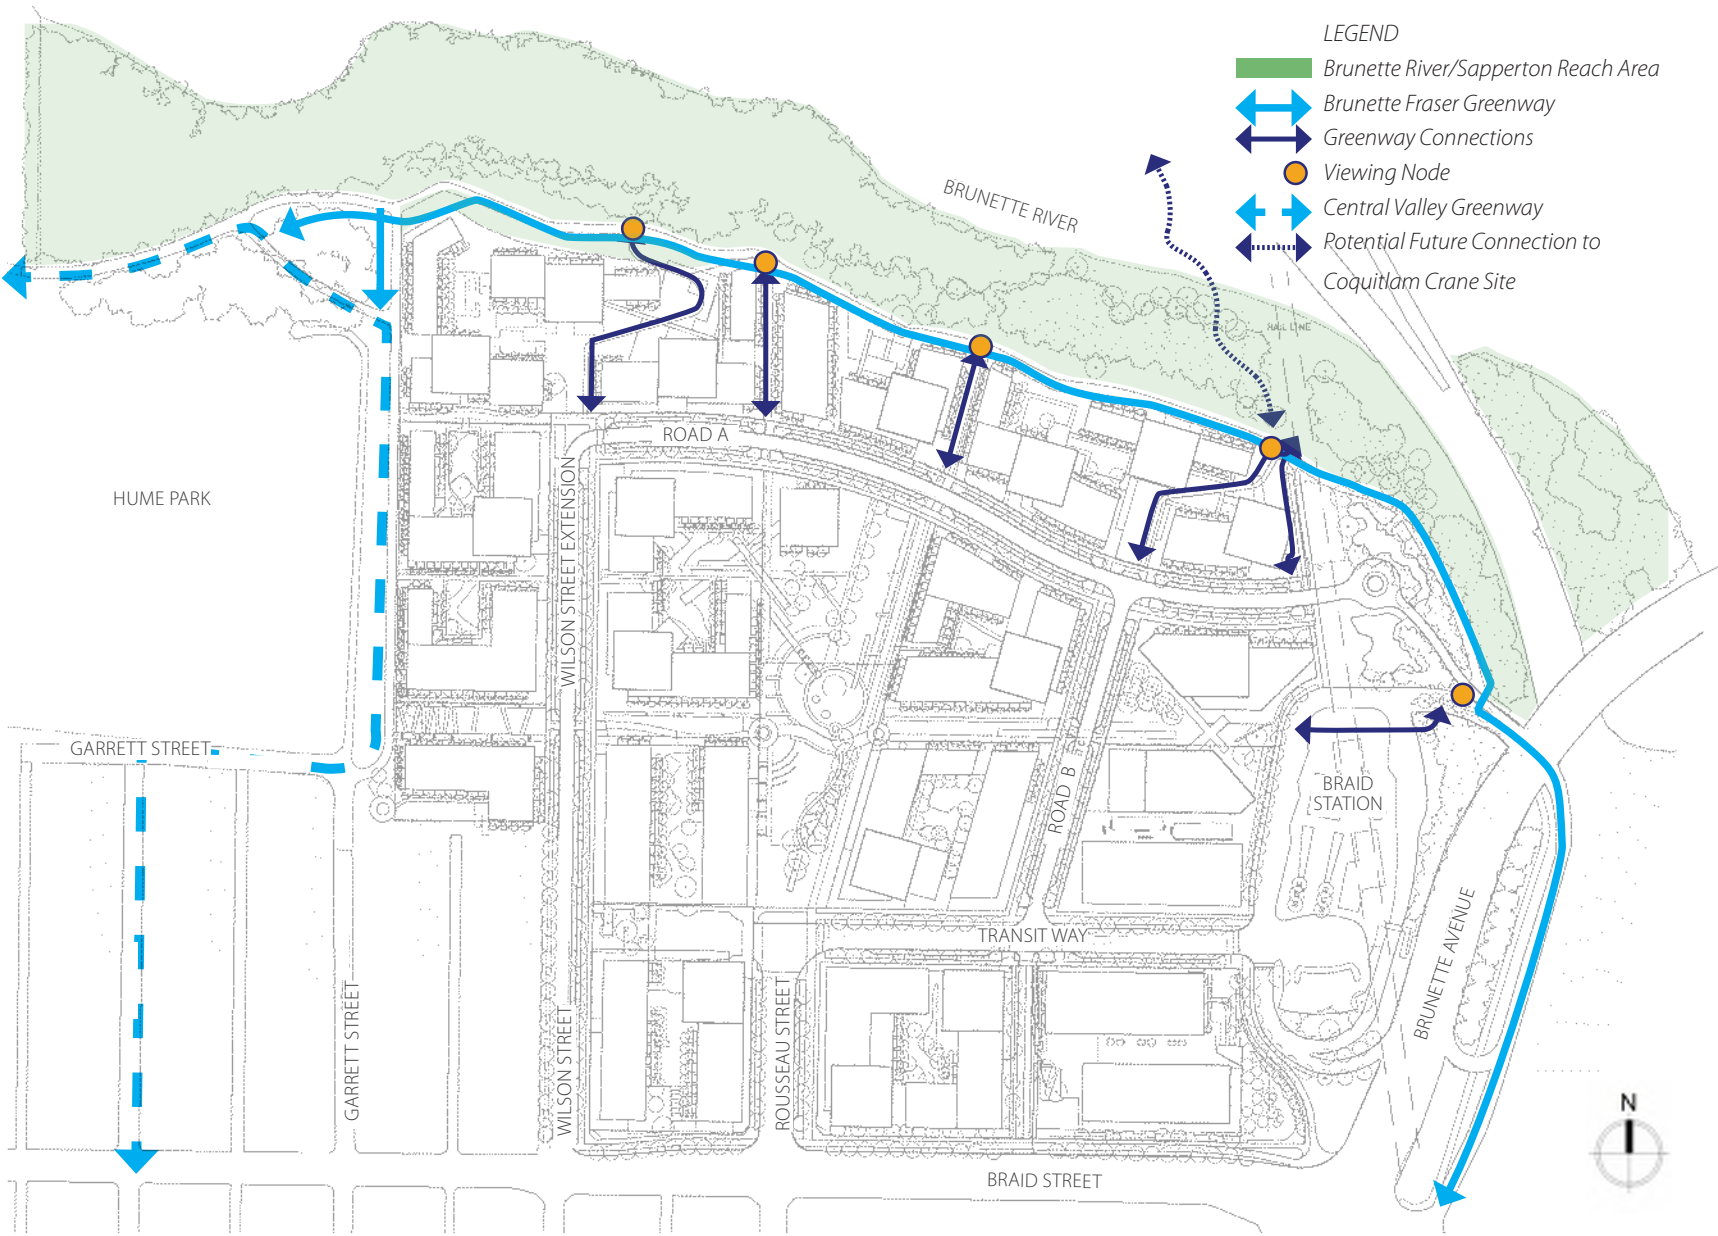 LEGEND
Brunette River/Sapperton Reach Area
Brunette Fraser Greenway
Greenway Connections
Viewing Node
Central Valley Greenway
Potential Future Connection to
Coquitlam Crane Site
BRUNETTE RIVER
RAIL LINE
ROAD A
HUME PARK
WILSON STREET EXTENSION
GARRETT STREET
ROAD B
BRAID
STATION
BRUNETTE AVENUE
TRANSIT WAY
GARRETT STREET
WILSON STREET
ROUSSEAU STREET
BRAID STREET
N